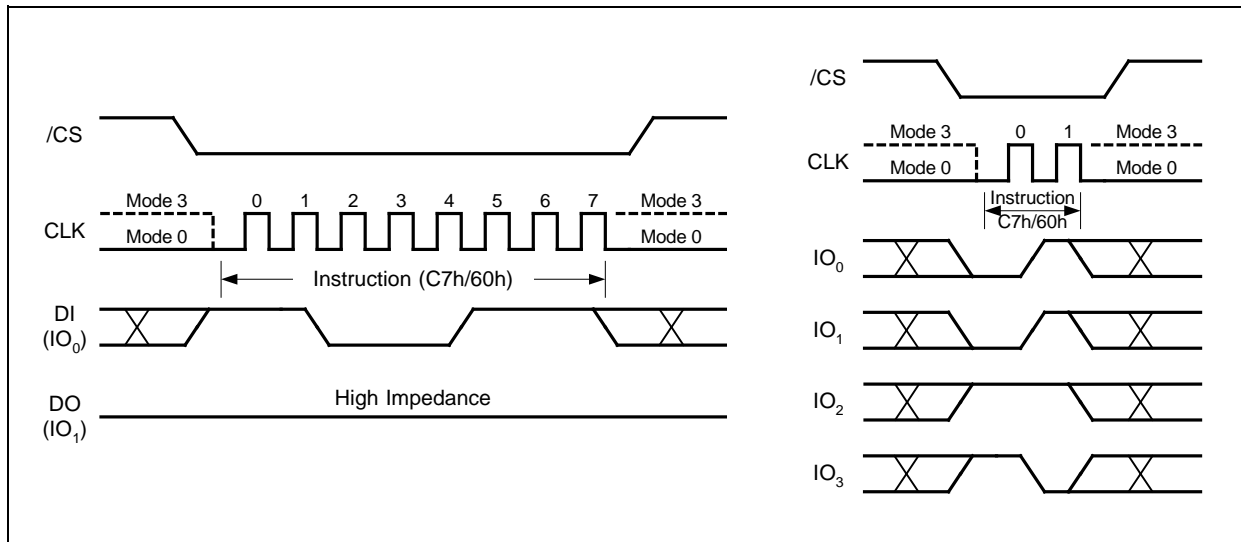 /CS
Mode 3 0 1 2 3 4 5 6 7 Mode 3
CLK Mode 0 Mode 0
Instruction (C7h/60h)
DI
(IO0)
DO High Impedance
(IO1)
/CS
Mode 3 0 1 Mode 3
CLK Mode 0 Mode 0
Instruction
C7h/60h
IO0
IO1
IO2
IO3